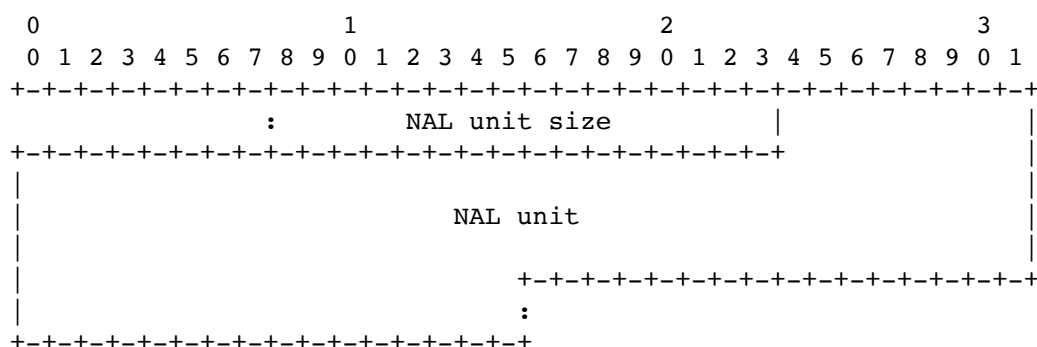 0                   1                   2                   3
 0 1 2 3 4 5 6 7 8 9 0 1 2 3 4 5 6 7 8 9 0 1 2 3 4 5 6 7 8 9 0 1
+-+-+-+-+-+-+-+-+-+-+-+-+-+-+-+-+-+-+-+-+-+-+-+-+-+-+-+-+-+-+-+-+
                :        NAL unit size          |               |
+-+-+-+-+-+-+-+-+-+-+-+-+-+-+-+-+-+-+-+-+-+-+-+-+               |
|                                                               |
|                           NAL unit                            |
|                                                               |
|                               +-+-+-+-+-+-+-+-+-+-+-+-+-+-+-+-+
|                               :
+-+-+-+-+-+-+-+-+-+-+-+-+-+-+-+-+